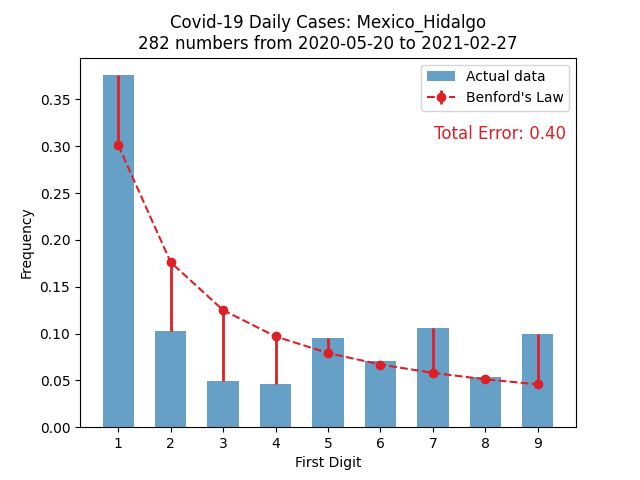 Covid-19 Daily Cases: Mexico_Hidalgo
282 numbers from 2020-05-20 to 2021-02-27
Actual data
Benford's Law
Total Error: 0.40
Frequency
0.35
0.30
0.25
0.20
0.15
0.10
0.05
0.00
1 2 3 4 5 6 7 8 9
First Digit